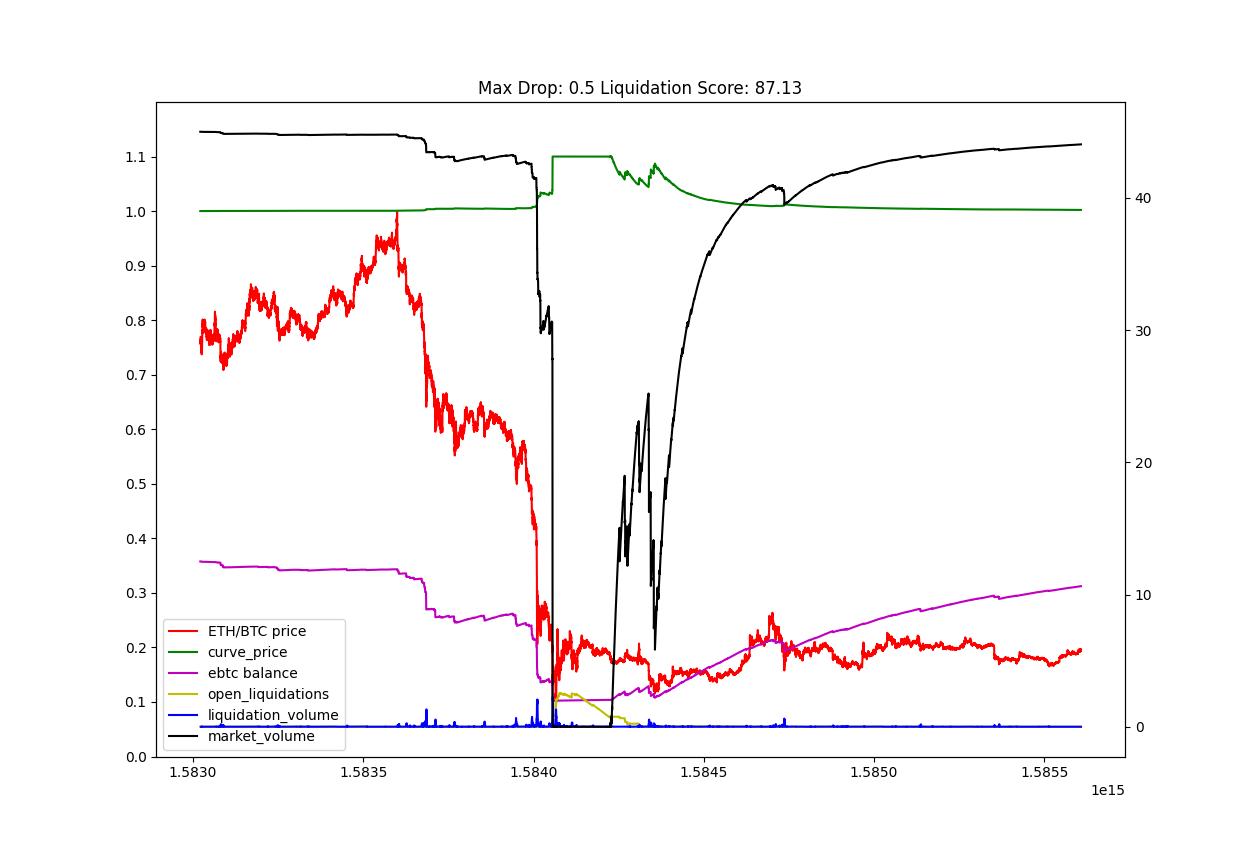 Max Drop: 0.5 Liquidation Score: 87.13
1.1
1.0
0.9
0.8
0.7
0.6
0.5
0.4
0.3
0.2
0.1
0.0
40
30
20
10
0
ETH/BTC price
curve_price
ebtc balance
open_liquidations
liquidation_volume
market_volume
1.5830 1.5835 1.5840 1.5845 1.5850 1.5855
1e15